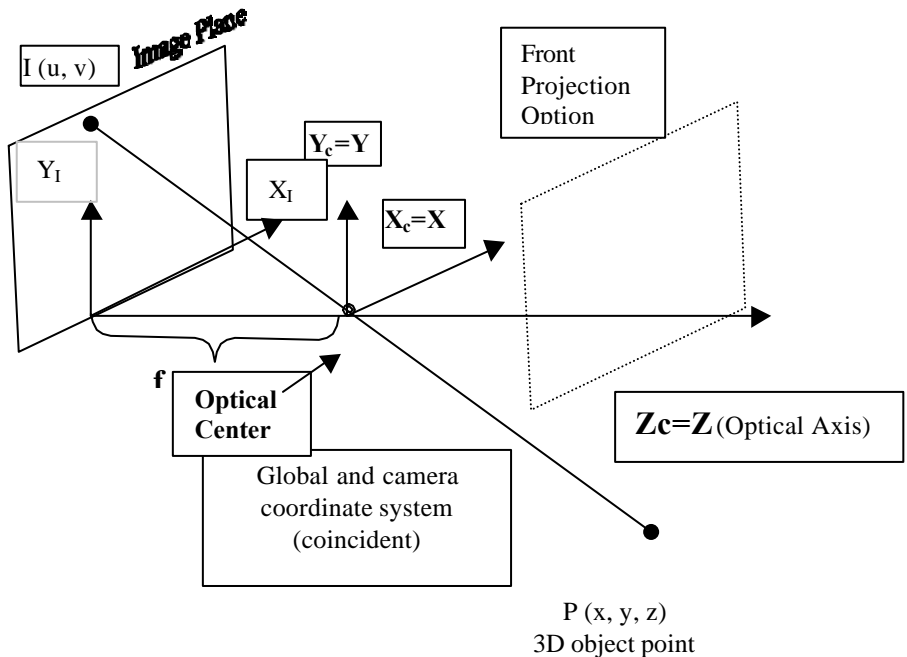 Image Plane
I (u, v)
Front
Projection
Option
Y_c=Y
Y_I
X_I
X_c=X
f
Optical
Center
Zc=Z (Optical Axis)
Global and camera
coordinate system
(coincident)
P (x, y, z)
3D object point